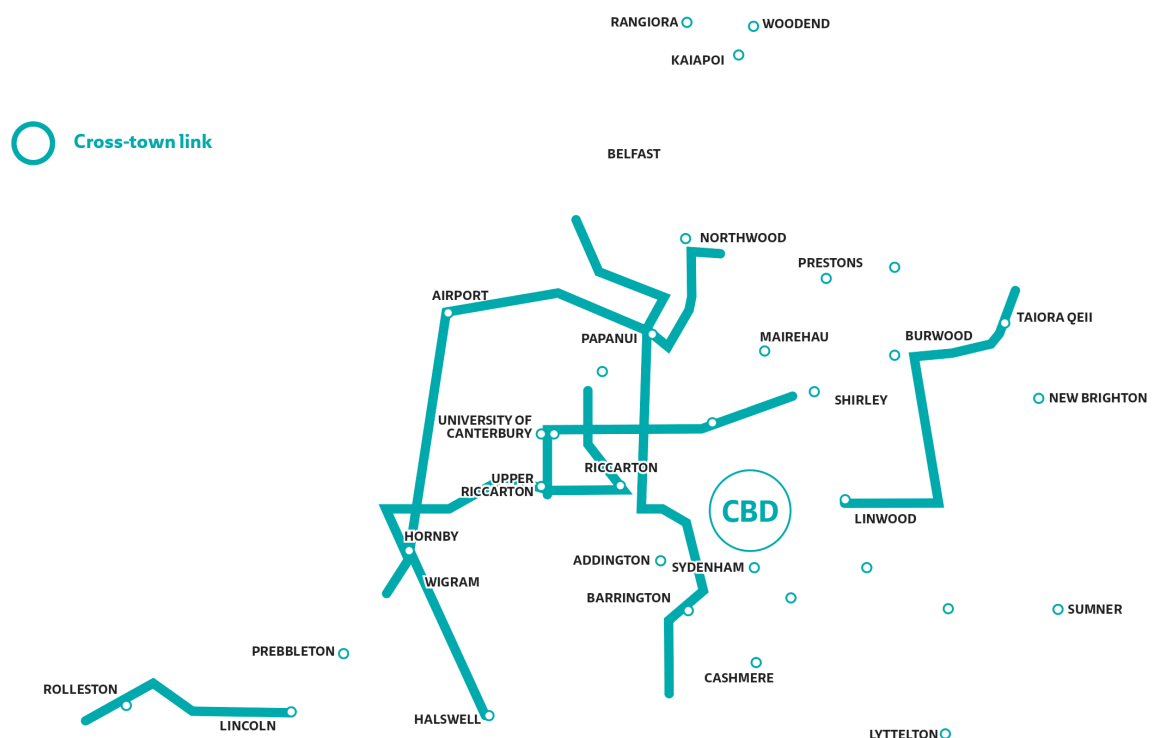 RANGIORA
WOODEND
KAIAPOI
Cross-town link
BELFAST
NORTHWOOD
PRESTONS
AIRPORT
TAIORA QEII
PAPANUI
MAIREHAU
BURWOOD
SHIRLEY
NEW BRIGHTON
UNIVERSITY OF
CANTERBURY
RICCARTON
UPPER
RICCARTON
CBD
LINWOOD
HORNBY
ADDINGTON
SYDENHAM
WIGRAM
BARRINGTON
SUMNER
PREBBLETON
CASHMERE
ROLLESTON
HALSWELL
LINCOLN
LYTTELTON